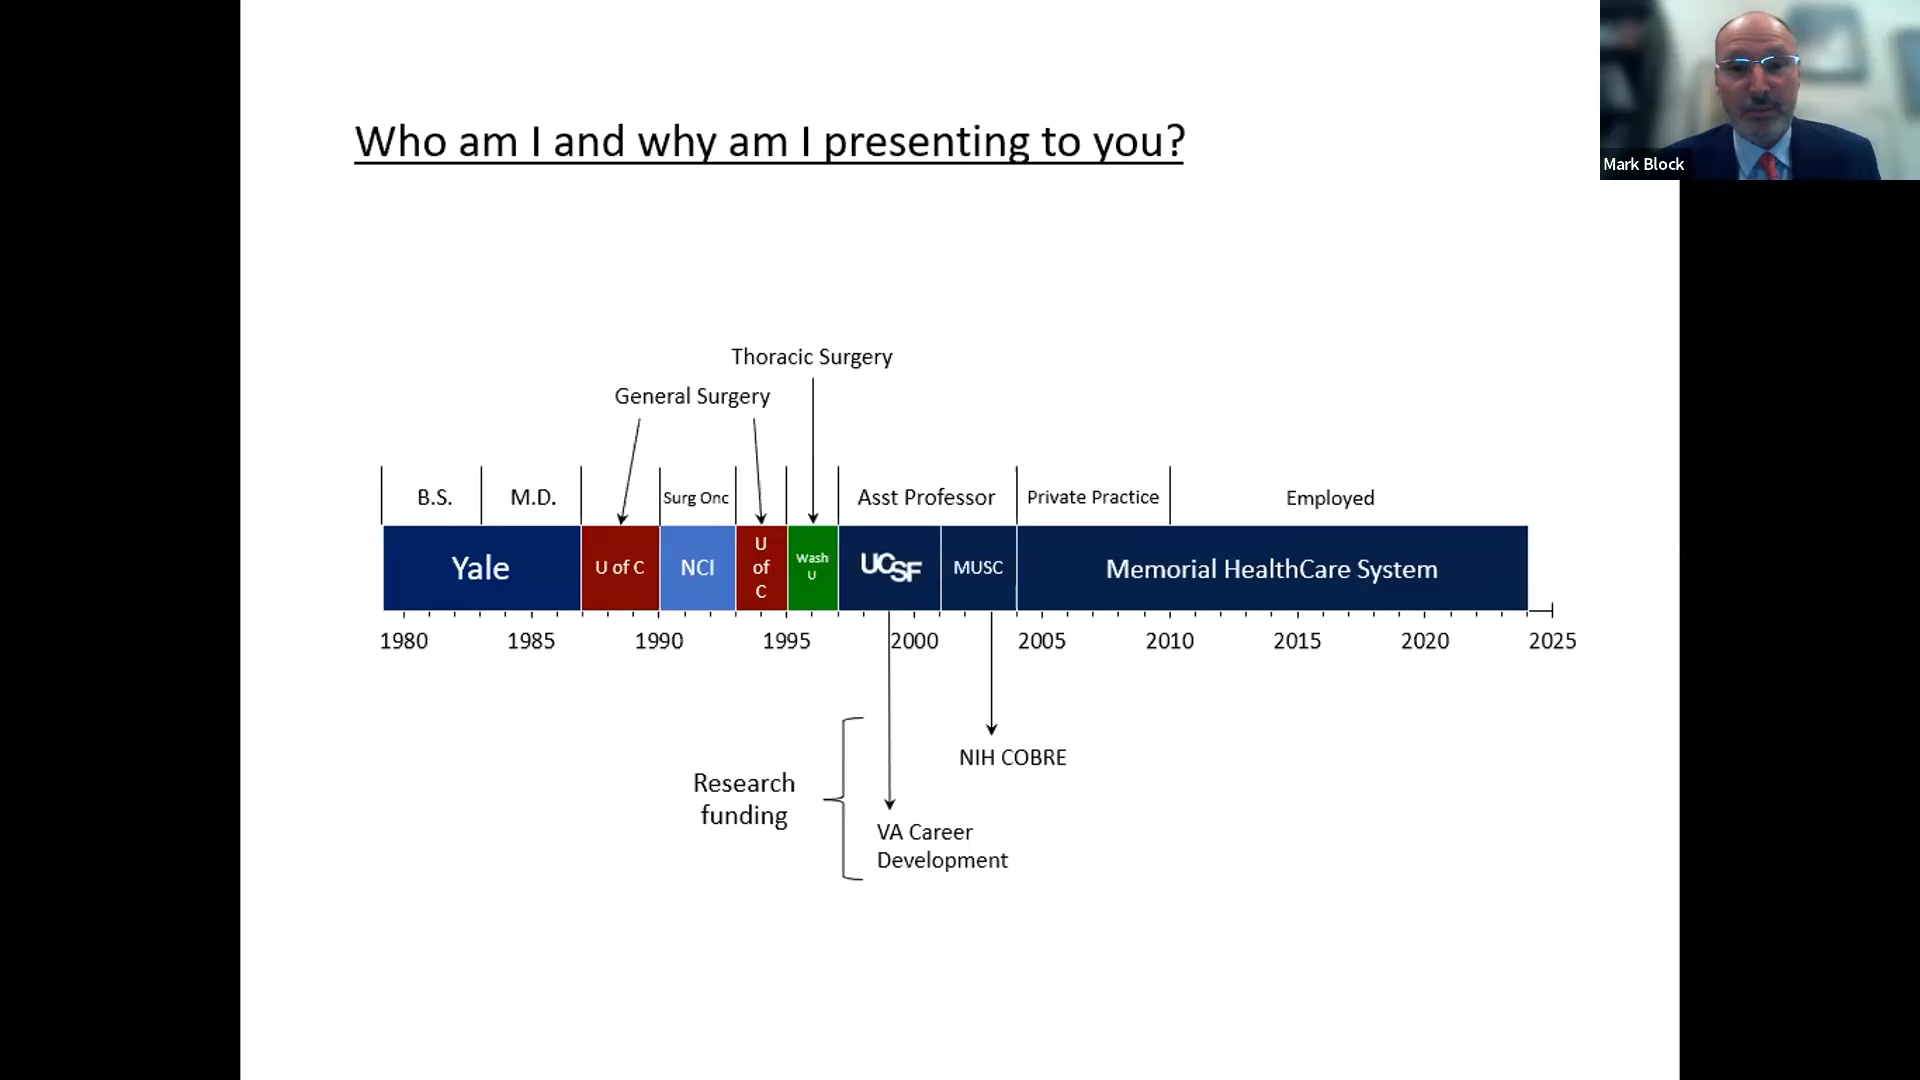 Who am I and why am I presenting to you?
Mark Block
Thoracic Surgery
General Surgery
B.S.
M.D.
Surg Onc
Asst Professor
Private Practice
Employed
Yale
U of C
NCI
U
of
C
Wash
U
UCSF
MUSC
Memorial HealthCare System
1980
1985
1990
1995
2000
2005
2010
2015
2020
2025
NIH COBRE
Research
funding
VA Career
Development